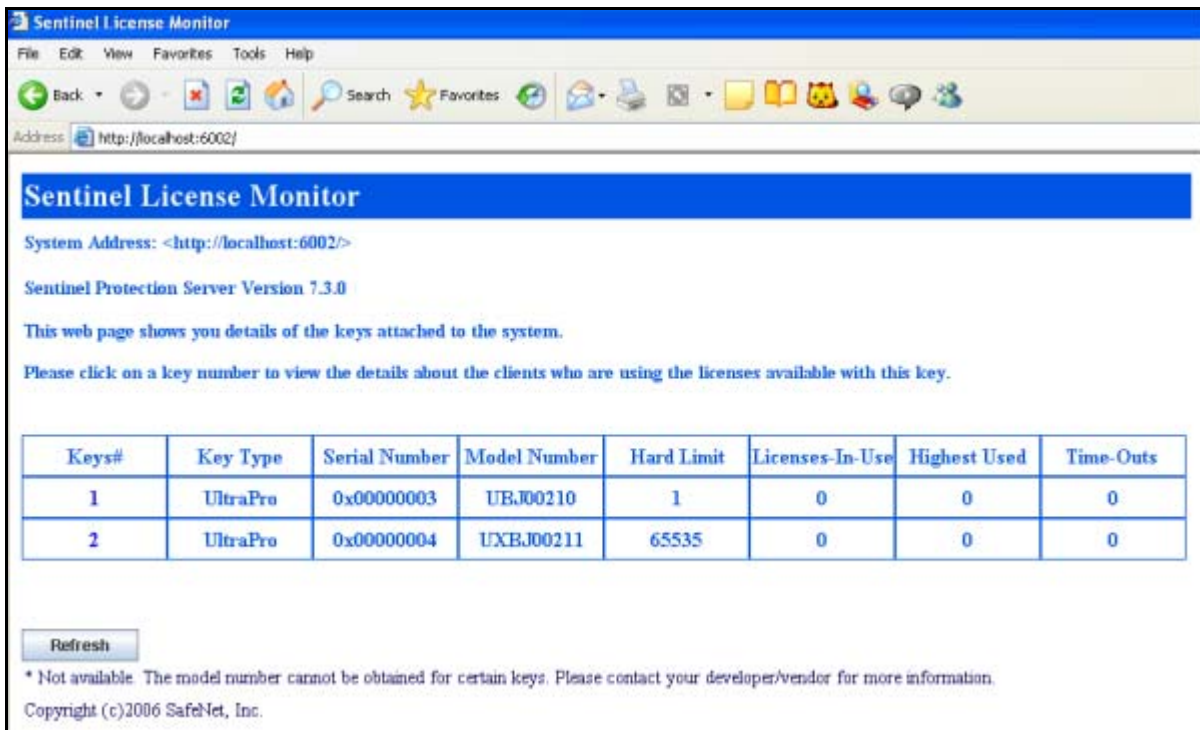 Sentinel License Monitor
File Edit View Favorites Tools Help
Back Search Favorites
Address http://localhost:6002/
Sentinel License Monitor
System Address: <http://localhost:6002/>
Sentinel Protection Server Version 7.3.0
This web page shows you details of the keys attached to the system.
Please click on a key number to view the details about the clients who are using the licenses available with this key.
Keys# Key Type Serial Number Model Number Hard Limit Licenses-In-Use Highest Used Time-Outs
1 UltraPro 0x00000003 UBJ00210 1 0 0 0
2 UltraPro 0x00000004 UXBJ00211 65535 0 0 0
Refresh
* Not available. The model number cannot be obtained for certain keys. Please contact your developer/vendor for more information.
Copyright (c)2006 SafeNet, Inc.